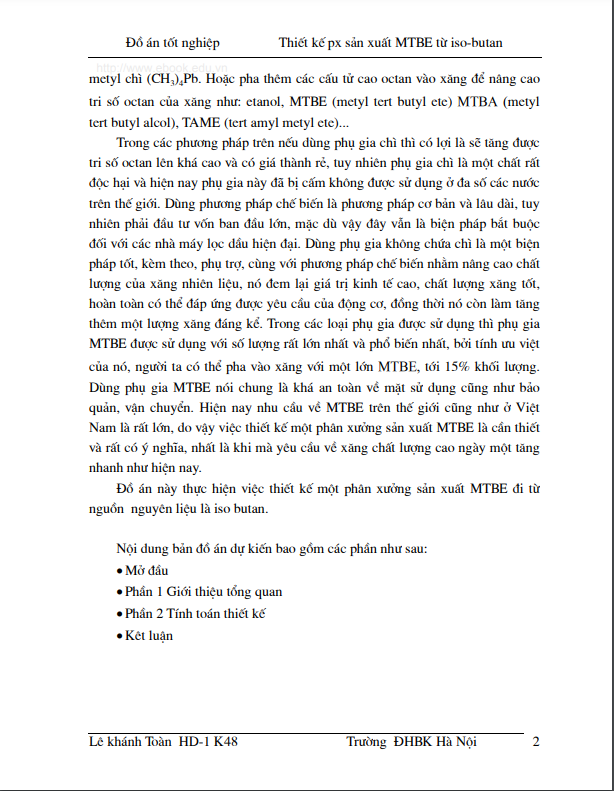 Đồ án tốt nghiệp Thiết kế px sản xuất MTBE từ iso-butan
www.ebook.edu.vn
metyl chì (CH3)4Pb. Hoặc pha thêm các cấu tử cao octan vào xăng để nâng cao
tri số octan của xăng như: etanol, MTBE (metyl tert butyl ete) MTBA (metyl
tert butyl alcol), TAME (tert amyl metyl ete)...
Trong các phương pháp trên nếu dùng phụ gia chì thì có lợi là sẽ tăng được
tri số octan lên khá cao và có giá thành rẻ, tuy nhiên phụ gia chì là một chất rất
độc hại và hiện nay phụ gia này đã bị cấm không được sử dụng ở đa số các nước
trên thế giới. Dùng phương pháp chế biến là phương pháp cơ bản và lâu dài, tuy
nhiên phải đầu tư vốn ban đầu lớn, mặc dù vậy đây vẫn là biện pháp bắt buộc
đối với các nhà máy lọc dầu hiện đại. Dùng phụ gia không chứa chì là một biện
pháp tốt, kèm theo, phụ trợ, cùng với phương pháp chế biến nhằm nâng cao chất
lượng của xăng nhiên liệu, nó đem lại giá trị kinh tế cao, chất lượng xăng tốt,
hoàn toàn có thể đáp ứng được yêu cầu của động cơ, đồng thời nó còn làm tăng
thêm một lượng xăng đáng kể. Trong các loại phụ gia được sử dụng thì phụ gia
MTBE được sử dụng với số lượng rất lớn nhất và phổ biến nhất, bởi tính ưu việt
của nó, người ta có thể pha vào xăng với một lớn MTBE, tới 15% khối lượng.
Dùng phụ gia MTBE nói chung là khá an toàn về mặt sử dụng cũng như bảo
quản, vận chuyển. Hiện nay nhu cầu về MTBE trên thế giới cũng như ở Việt
Nam là rất lớn, do vậy việc thiết kế một phân xưởng sản xuất MTBE là cần thiết
và rất có ý nghĩa, nhất là khi mà yêu cầu về xăng chất lượng cao ngày một tăng
nhanh như hiện nay.
Đồ án này thực hiện việc thiết kế một phân xưởng sản xuất MTBE đi từ
nguồn nguyên liệu là iso butan.
Nội dung bản đồ án dự kiến bao gồm các phần như sau:
• Mở đầu
• Phần 1 Giới thiệu tổng quan
• Phần 2 Tính toán thiết kế
• Kêt luận
Lê khánh Toàn HD-1 K48 Trường ĐHBK Hà Nội 2